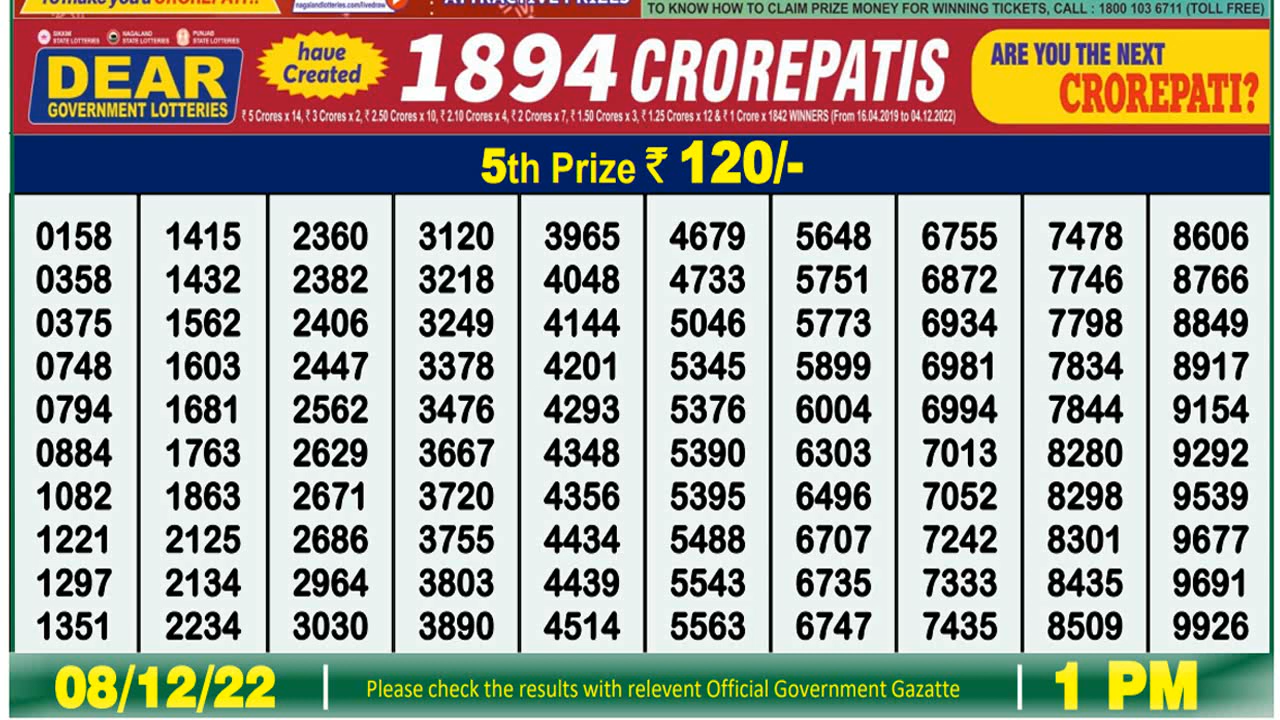 To make you a CROREPATI!!
nagalandlotteries.com/livedraw
ATTRACTIVE PRIZES
TO KNOW HOW TO CLAIM PRIZE MONEY FOR WINNING TICKETS, CALL : 1800 103 6711 (TOLL FREE)
SIKKIM STATE LOTTERIES NAGALAND STATE LOTTERIES PUNJAB STATE LOTTERIES
DEAR
GOVERNMENT LOTTERIES
have
Created
1894 CROREPATIS
₹ 5 Crores x 14, ₹ 3 Crores x 2, ₹ 2.50 Crores x 10, ₹ 2.10 Crores x 4, ₹ 2 Crores x 7, ₹ 1.50 Crores x 3, ₹ 1.25 Crores x 12 & ₹ 1 Crore x 1842 WINNERS (From 16.04.2019 to 04.12.2022)
ARE YOU THE NEXT
CROREPATI?
5th Prize ₹ 120/-
0158 1415 2360 3120 3965 4679 5648 6755 7478 8606
0358 1432 2382 3218 4048 4733 5751 6872 7746 8766
0375 1562 2406 3249 4144 5046 5773 6934 7798 8849
0748 1603 2447 3378 4201 5345 5899 6981 7834 8917
0794 1681 2562 3476 4293 5376 6004 6994 7844 9154
0884 1763 2629 3667 4348 5390 6303 7013 8280 9292
1082 1863 2671 3720 4356 5395 6496 7052 8298 9539
1221 2125 2686 3755 4434 5488 6707 7242 8301 9677
1297 2134 2964 3803 4439 5543 6735 7333 8435 9691
1351 2234 3030 3890 4514 5563 6747 7435 8509 9926
08/12/22 | Please check the results with relevent Official Government Gazatte | 1 PM